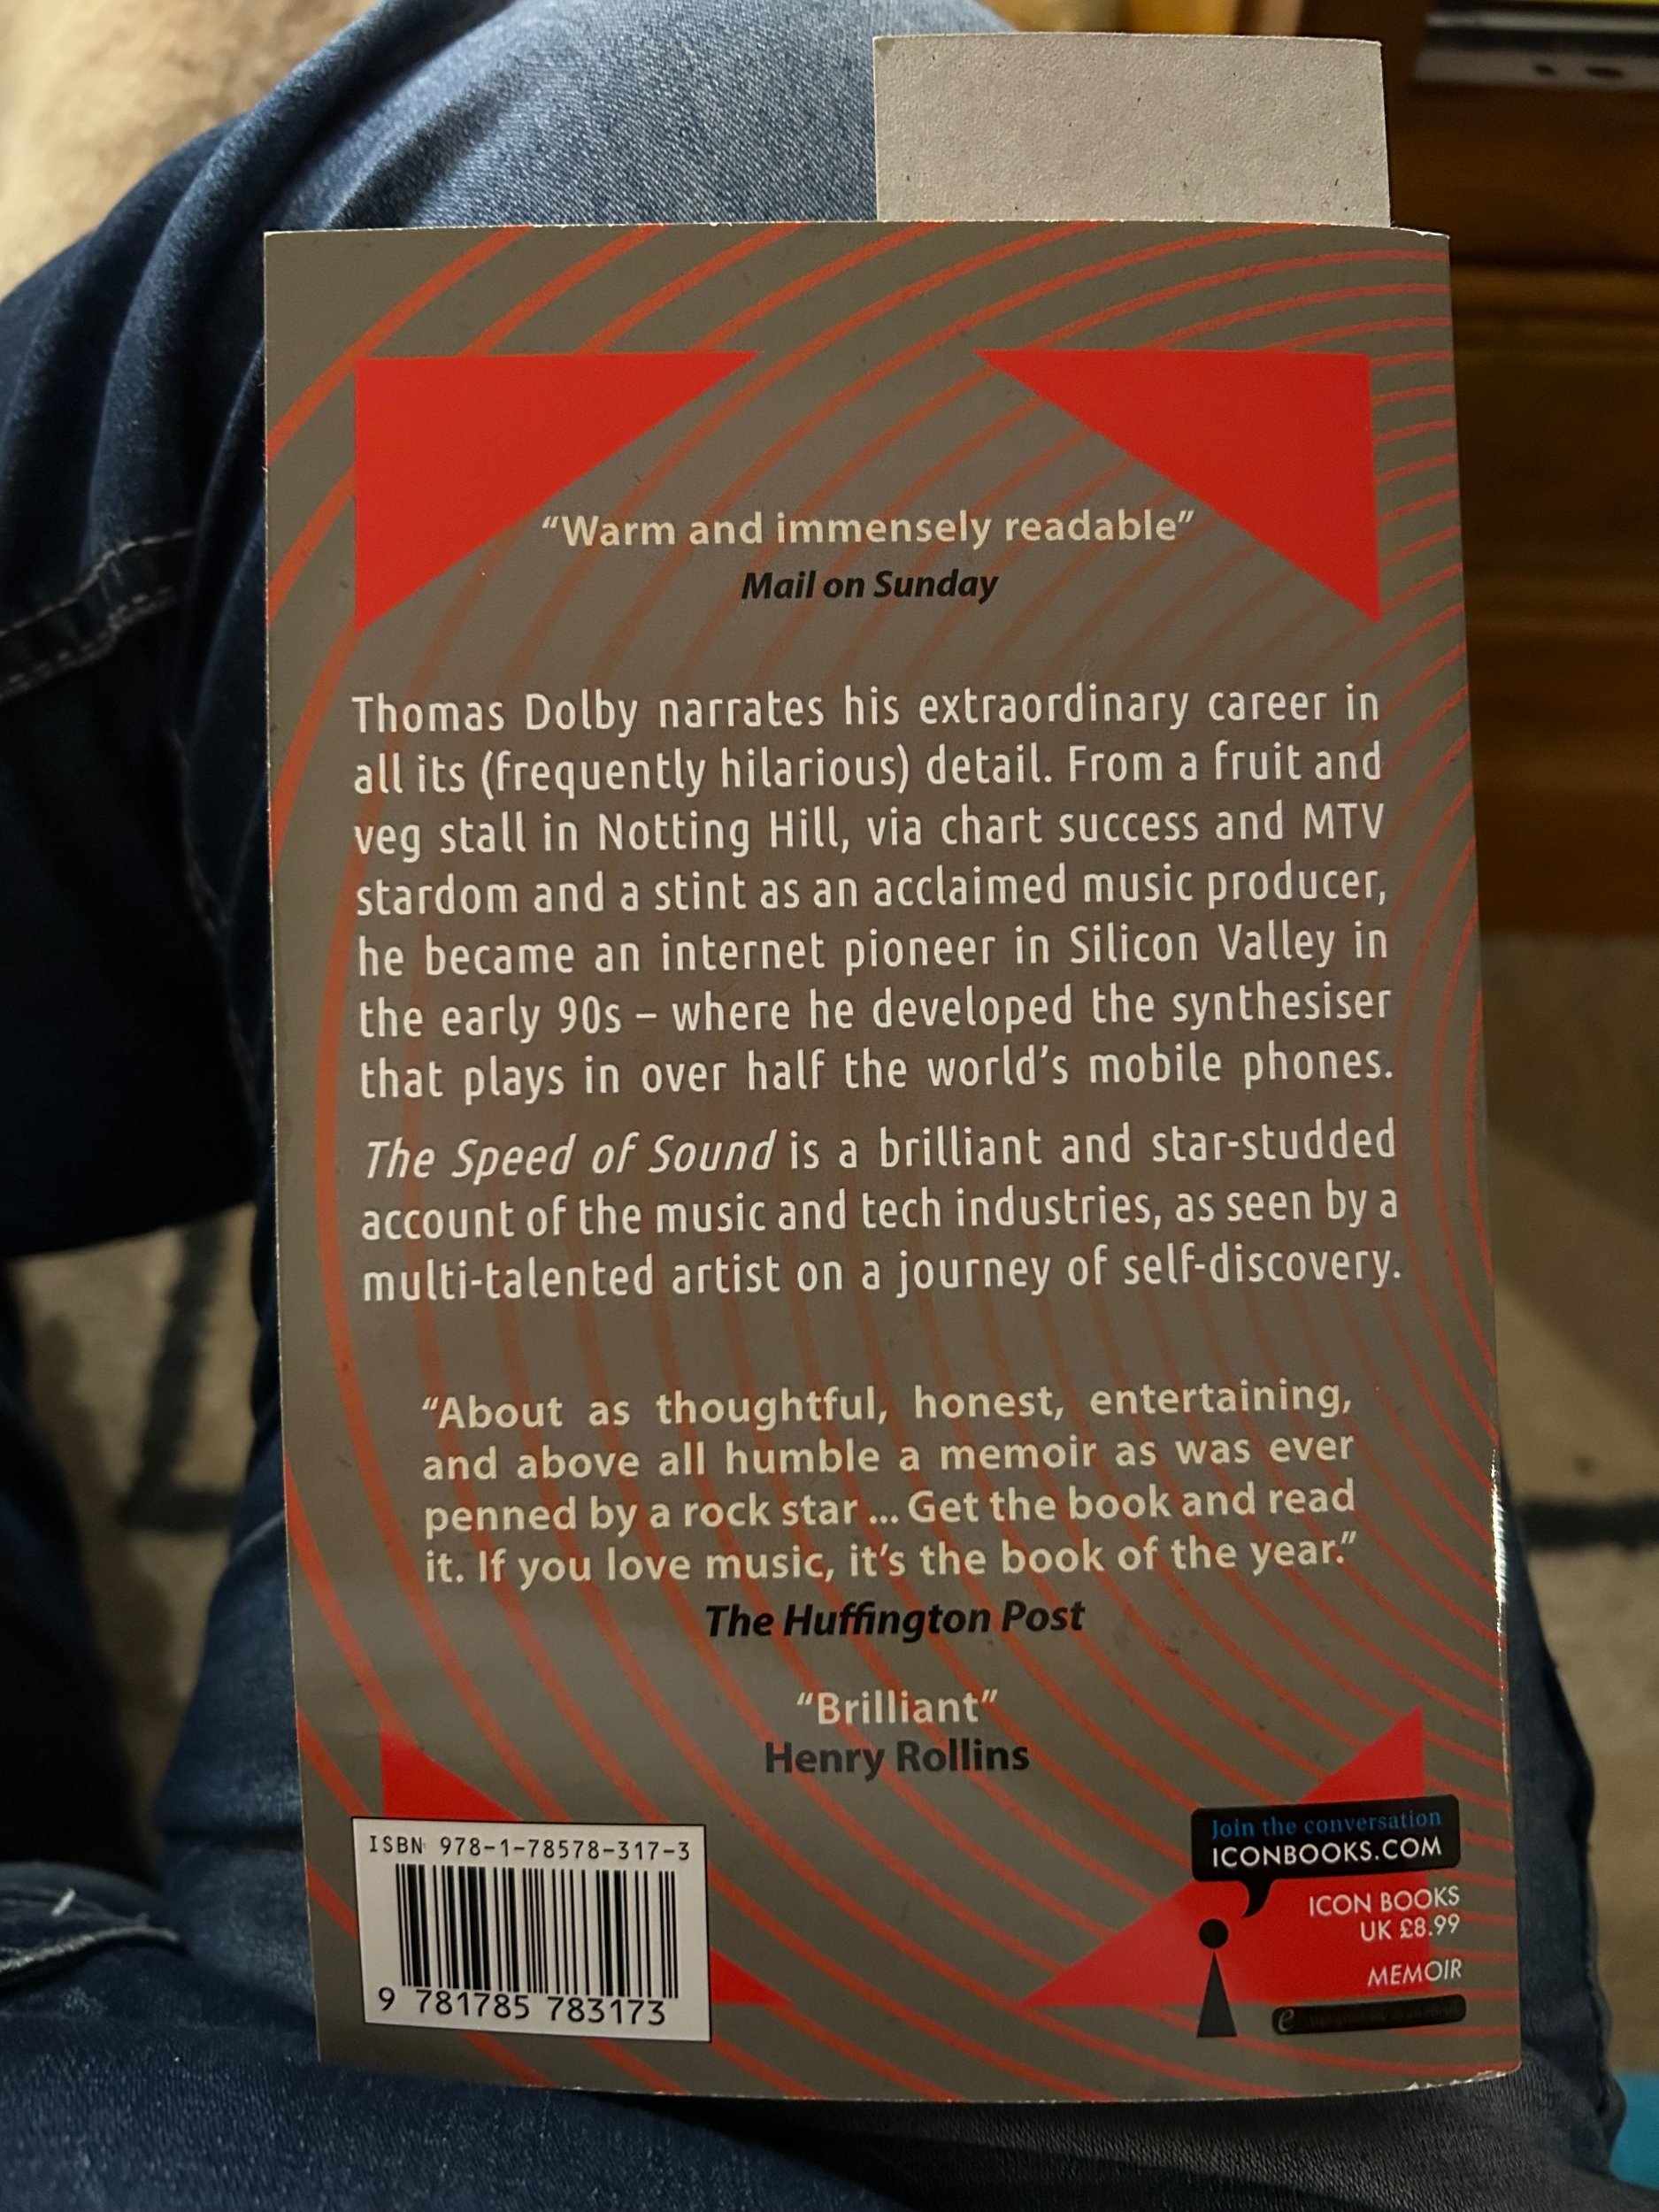 “Warm and immensely readable”
Mail on Sunday
Thomas Dolby narrates his extraordinary career in
all its (frequently hilarious) detail. From a fruit and
veg stall in Notting Hill, via chart success and MTV
stardom and a stint as an acclaimed music producer,
he became an internet pioneer in Silicon Valley in
the early 90s – where he developed the synthesiser
that plays in over half the world’s mobile phones.
The Speed of Sound is a brilliant and star-studded
account of the music and tech industries, as seen by a
multi-talented artist on a journey of self-discovery.
“About as thoughtful, honest, entertaining,
and above all humble a memoir as was ever
penned by a rock star ... Get the book and read
it. If you love music, it’s the book of the year.”
The Huffington Post
“Brilliant”
Henry Rollins
ISBN 978-1-78578-317-3
9 781785 783173
Join the conversation
ICONBOOKS.COM
ICON BOOKS
UK £8.99
MEMOIR
e